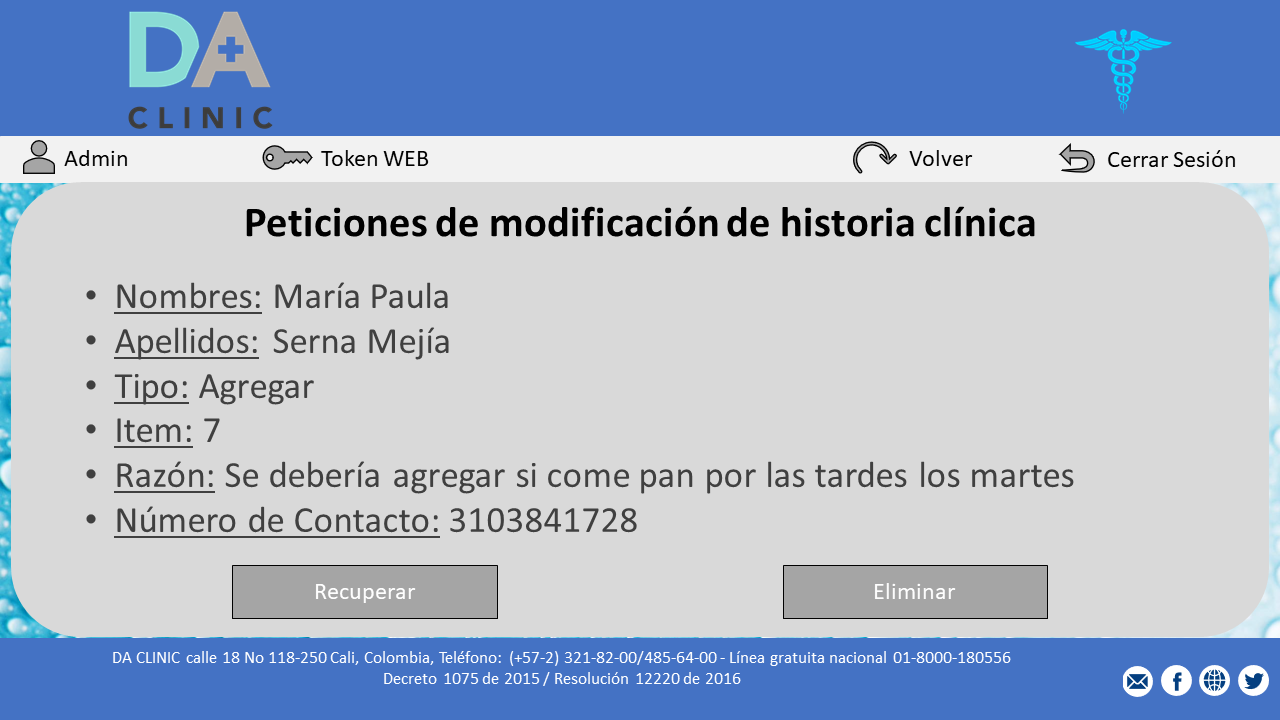 DA
CLINIC
Admin
Token WEB
Volver
Cerrar Sesión
Peticiones de modificación de historia clínica
• Nombres: María Paula
• Apellidos: Serna Mejía
• Tipo: Agregar
• Item: 7
• Razón: Se debería agregar si come pan por las tardes los martes
• Número de Contacto: 3103841728
Recuperar
Eliminar
DA CLINIC calle 18 No 118-250 Cali, Colombia, Teléfono: (+57-2) 321-82-00/485-64-00 - Línea gratuita nacional 01-8000-180556
Decreto 1075 de 2015 / Resolución 12220 de 2016